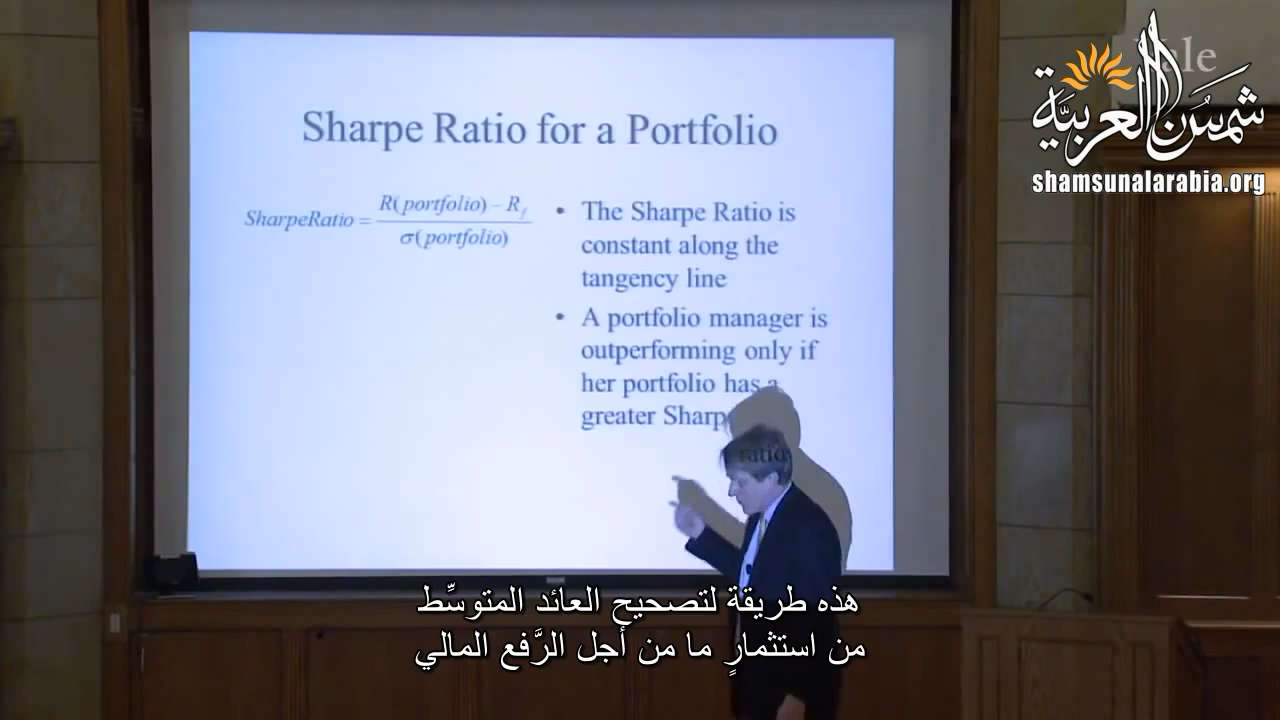 Yale
شمس العربية
shamsunalarabia.org
Sharpe Ratio for a Portfolio
SharpeRatio = R(portfolio) − R_f / σ(portfolio)
• The Sharpe Ratio is
constant along the
tangency line
• A portfolio manager is
outperforming only if
her portfolio has a
greater Sharpe
ratio
هذه طريقة لتصحيح العائد المتوسِّط
من استثمارٍ ما من أجل الرَّفع المالي